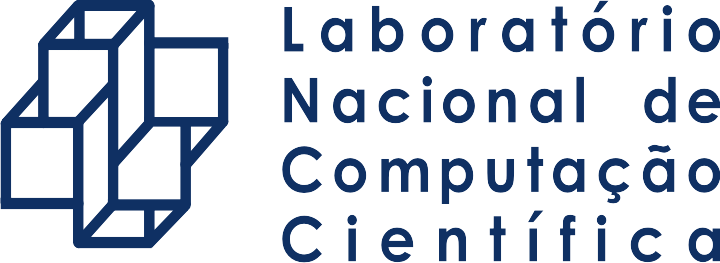 Laboratório
Nacional de
Computação
Científica